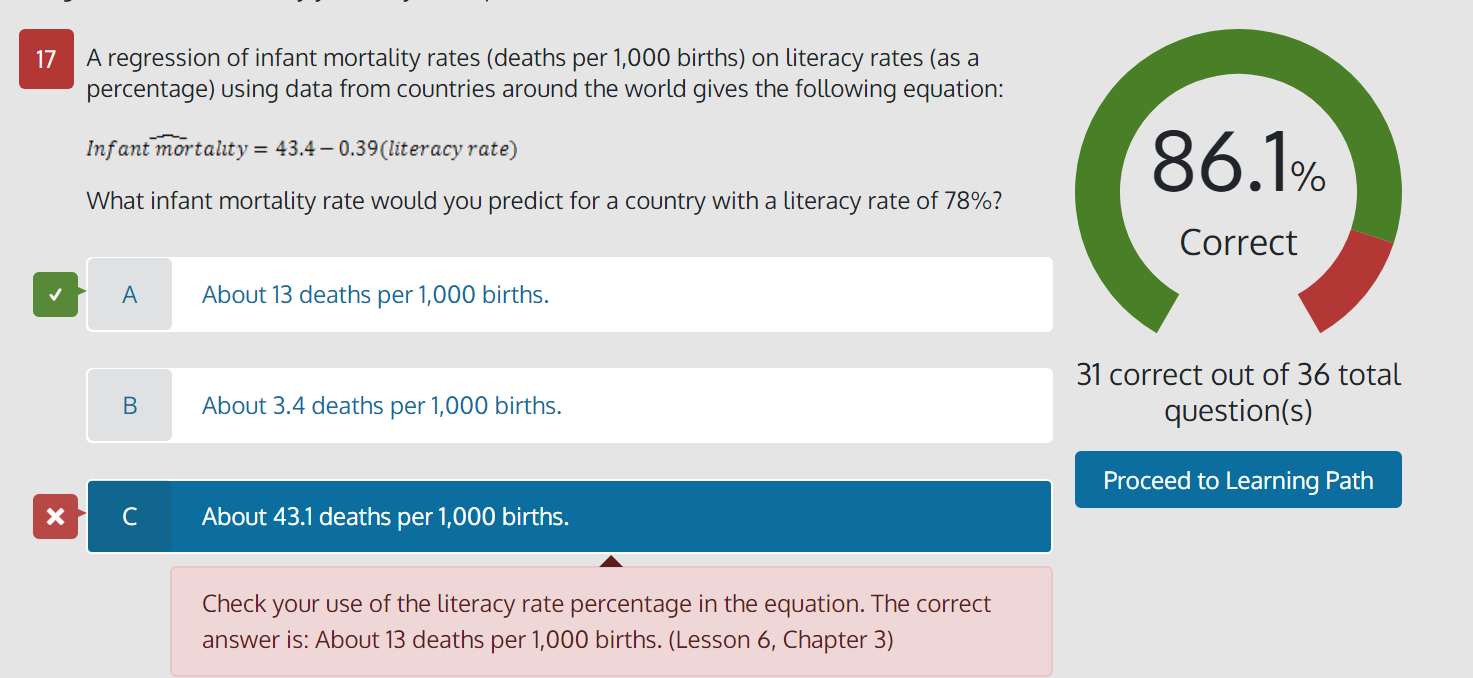 17
A regression of infant mortality rates (deaths per 1,000 births) on literacy rates (as a
percentage) using data from countries around the world gives the following equation:
Infant mortality = 43.4 – 0.39(literacy rate)
What infant mortality rate would you predict for a country with a literacy rate of 78%?
A About 13 deaths per 1,000 births.
B About 3.4 deaths per 1,000 births.
C About 43.1 deaths per 1,000 births.
Check your use of the literacy rate percentage in the equation. The correct
answer is: About 13 deaths per 1,000 births. (Lesson 6, Chapter 3)
86.1%
Correct
31 correct out of 36 total
question(s)
Proceed to Learning Path